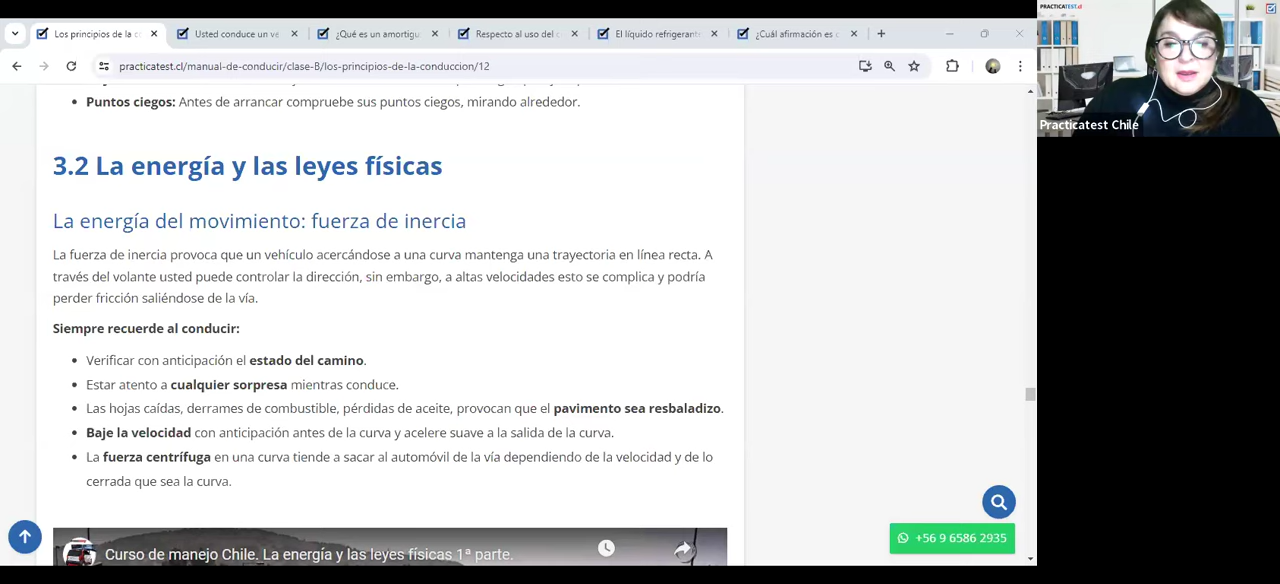 Los principios de la c
Usted conduce un ve
¿Qué es un amortigu
Respecto al uso del c
El líquido refrigerant
¿Cuál afirmación es c
practicatest.cl/manual-de-conducir/clase-B/los-principios-de-la-conduccion/12
PRACTICATEST.cl
Practicatest Chile
Puntos ciegos: Antes de arrancar compruebe sus puntos ciegos, mirando alrededor.
3.2 La energía y las leyes físicas
La energía del movimiento: fuerza de inercia
La fuerza de inercia provoca que un vehículo acercándose a una curva mantenga una trayectoria en línea recta. A
través del volante usted puede controlar la dirección, sin embargo, a altas velocidades esto se complica y podría
perder fricción saliéndose de la vía.
Siempre recuerde al conducir:
Verificar con anticipación el estado del camino.
Estar atento a cualquier sorpresa mientras conduce.
Las hojas caídas, derrames de combustible, pérdidas de aceite, provocan que el pavimento sea resbaladizo.
Baje la velocidad con anticipación antes de la curva y acelere suave a la salida de la curva.
La fuerza centrífuga en una curva tiende a sacar al automóvil de la vía dependiendo de la velocidad y de lo
cerrada que sea la curva.
Curso de manejo Chile. La energía y las leyes físicas 1ª parte.
+56 9 6586 2935